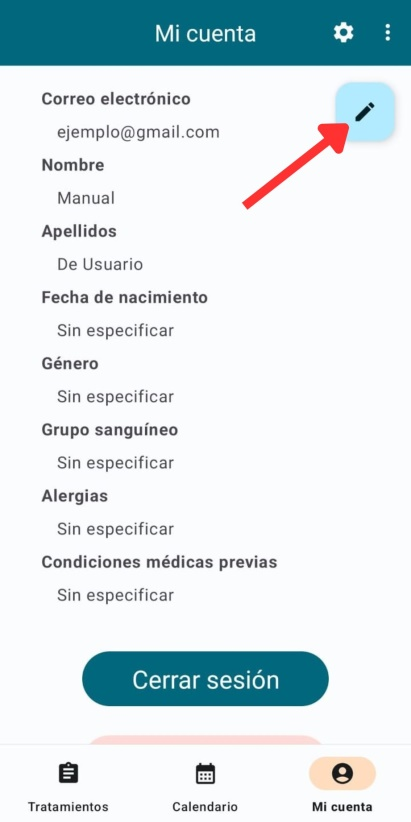 Mi cuenta
Correo electrónico
ejemplo@gmail.com
Nombre
Manual
Apellidos
De Usuario
Fecha de nacimiento
Sin especificar
Género
Sin especificar
Grupo sanguíneo
Sin especificar
Alergias
Sin especificar
Condiciones médicas previas
Sin especificar
Cerrar sesión
Tratamientos
Calendario
Mi cuenta